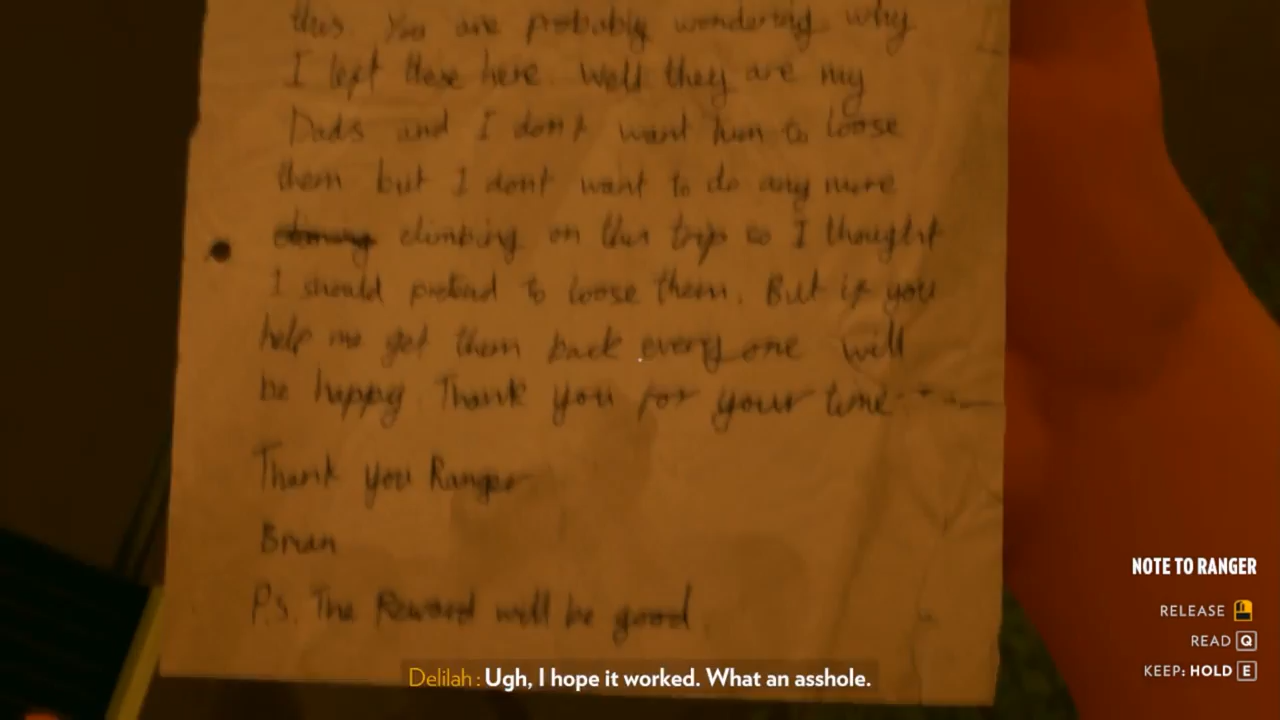 this. You are probably wondering why
I left these here. Well they are my
Dads and I don't want him to loose
them but I dont want to do any more
climbing on this trip so I thought
I should pretend to loose them. But if you
help me get them back every one will
be happy. Thank you for your time
Thank you Ranger
Brian
P.S. The Reward will be good
NOTE TO RANGER
RELEASE
READ Q
KEEP: HOLD E
Delilah: Ugh, I hope it worked. What an asshole.